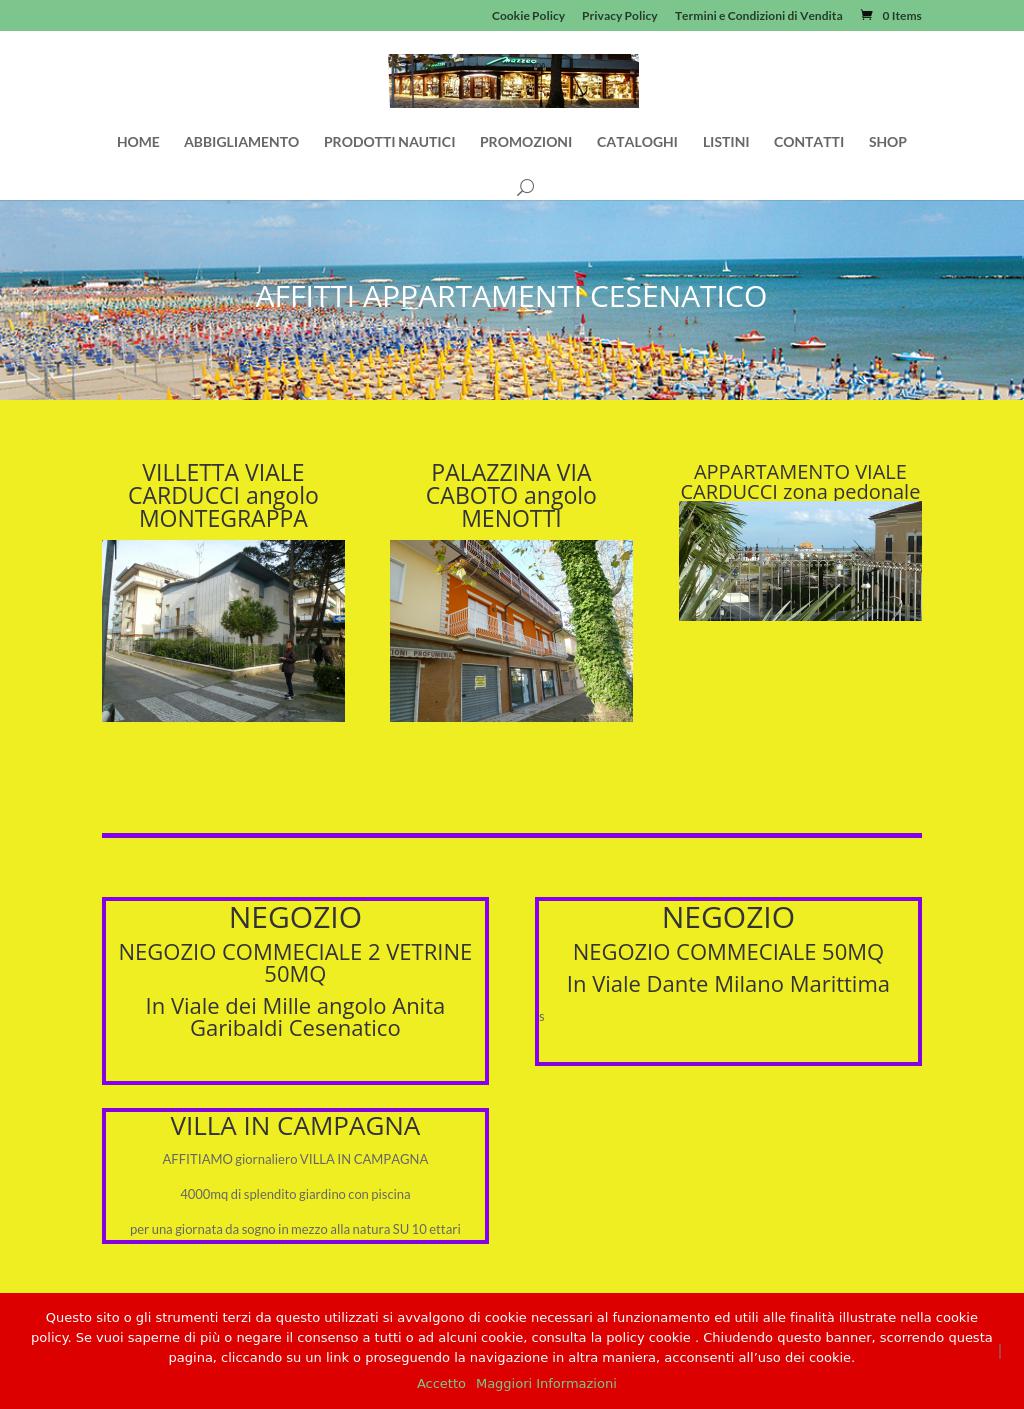 Cookie Policy Privacy Policy Termini e Condizioni di Vendita 0 Items
Mazzeo
HOME ABBIGLIAMENTO PRODOTTI NAUTICI PROMOZIONI CATALOGHI LISTINI CONTATTI SHOP
AFFITTI APPARTAMENTI CESENATICO
VILLETTA VIALE
CARDUCCI angolo
MONTEGRAPPA
PALAZZINA VIA
CABOTO angolo
MENOTTI
APPARTAMENTO VIALE
CARDUCCI zona pedonale
IONI PROFUMERIA
NEGOZIO
NEGOZIO COMMECIALE 2 VETRINE
50MQ
In Viale dei Mille angolo Anita
Garibaldi Cesenatico
NEGOZIO
NEGOZIO COMMECIALE 50MQ
In Viale Dante Milano Marittima
s
VILLA IN CAMPAGNA
AFFITIAMO giornaliero VILLA IN CAMPAGNA
4000mq di splendito giardino con piscina
per una giornata da sogno in mezzo alla natura SU 10 ettari
Questo sito o gli strumenti terzi da questo utilizzati si avvalgono di cookie necessari al funzionamento ed utili alle finalità illustrate nella cookie
policy. Se vuoi saperne di più o negare il consenso a tutti o ad alcuni cookie, consulta la policy cookie . Chiudendo questo banner, scorrendo questa
pagina, cliccando su un link o proseguendo la navigazione in altra maniera, acconsenti all’uso dei cookie.
Accetto Maggiori Informazioni